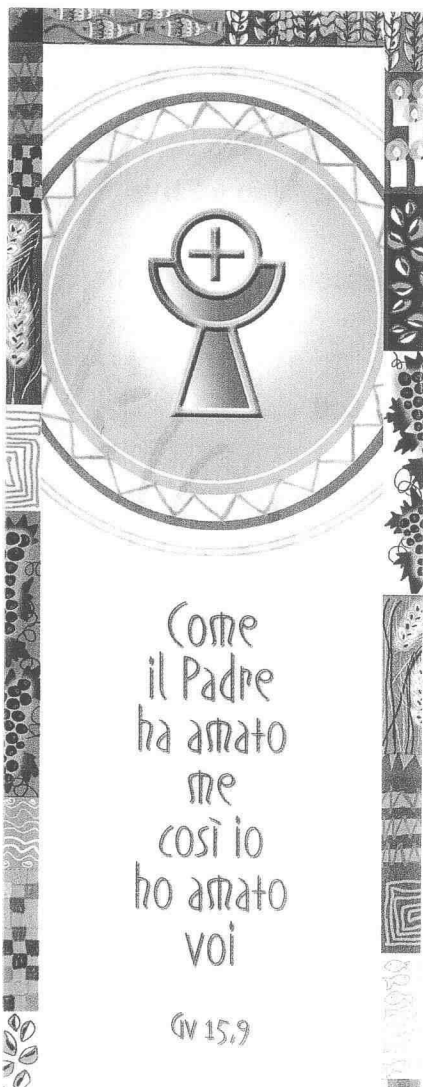 Come
il Padre
ha amato
me
così io
ho amato
voi
Gv 15,9